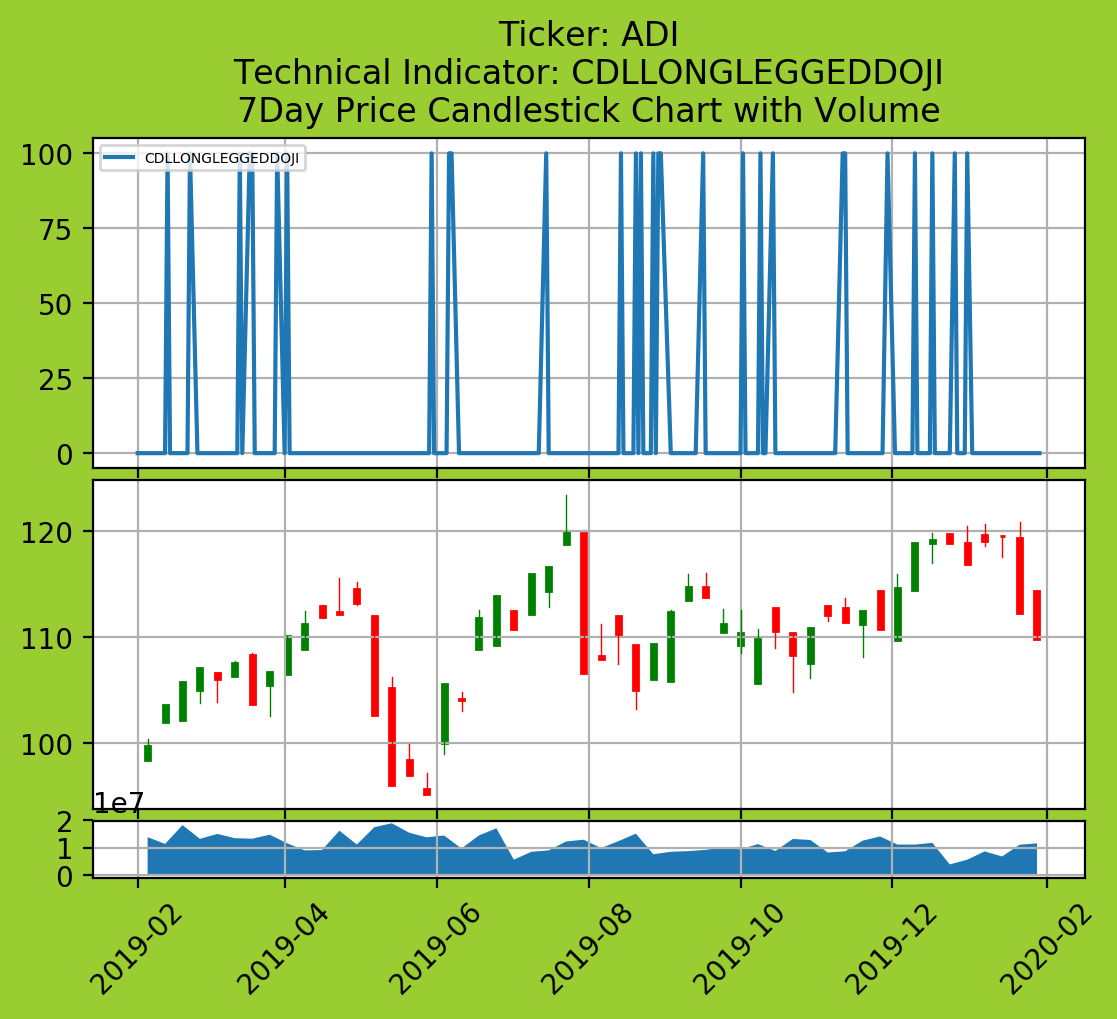 Ticker: ADI
Technical Indicator: CDLLONGLEGGEDDOJI
7Day Price Candlestick Chart with Volume
CDLLONGLEGGEDDOJI
100
75
50
25
0
120
110
100
1e7
2
1
0
2019-02 2019-04 2019-06 2019-08 2019-10 2019-12 2020-02